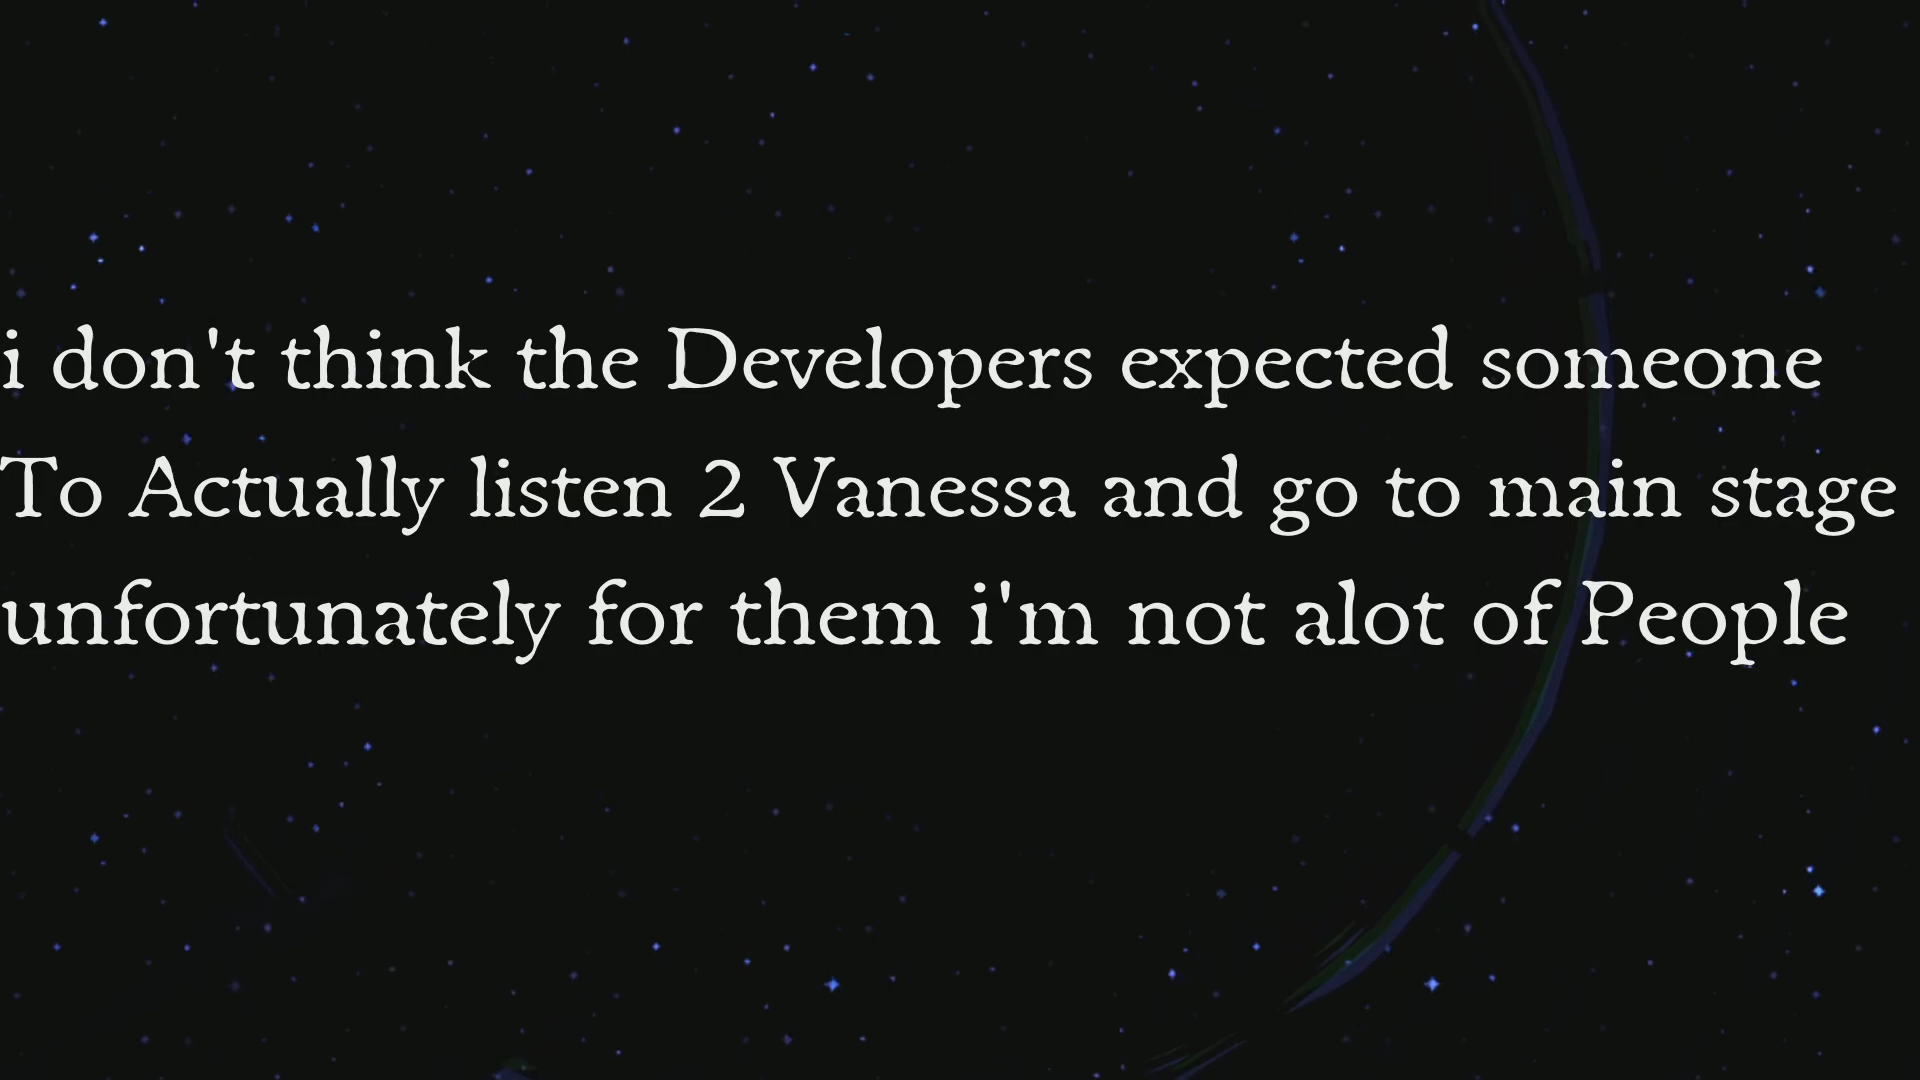 i don't think the Developers expected someone
To Actually listen 2 Vanessa and go to main stage
unfortunately for them i'm not alot of People